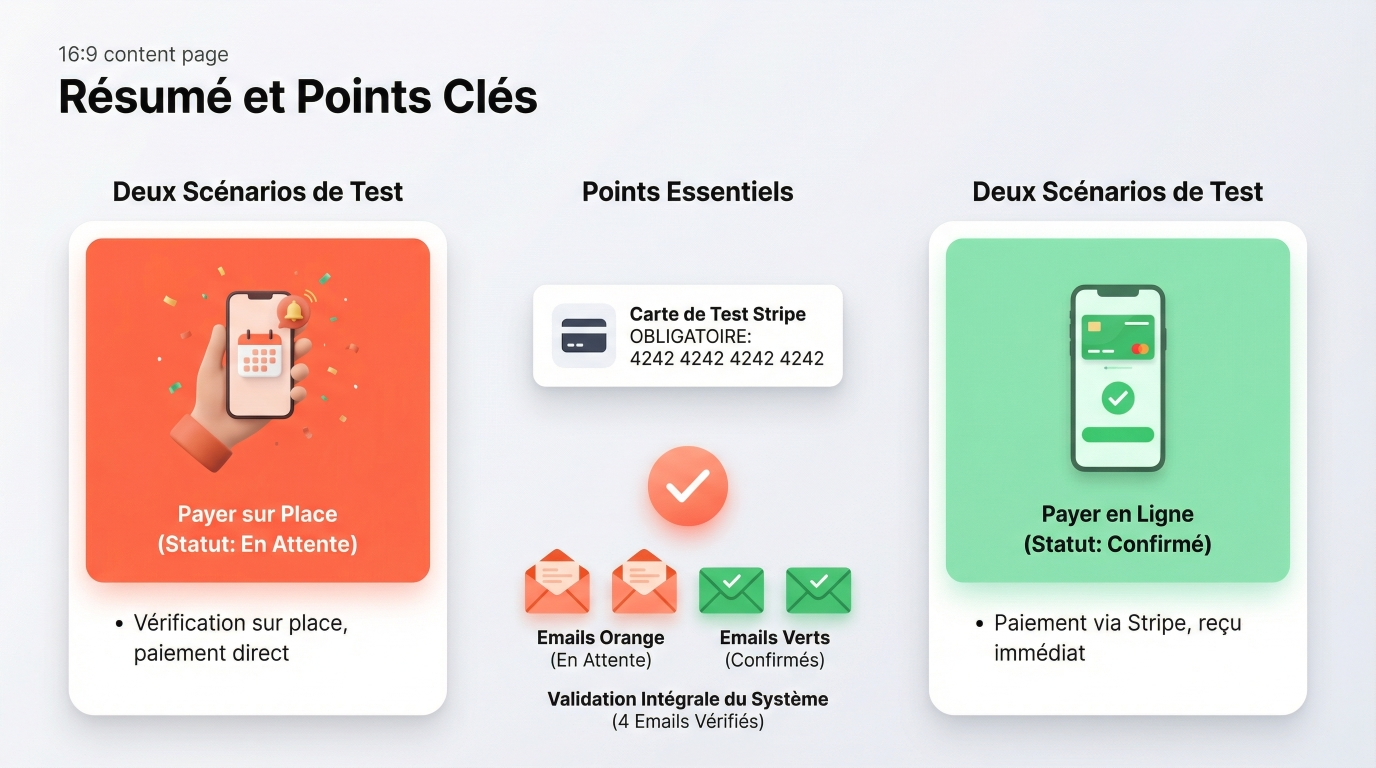 16:9 content page
Résumé et Points Clés
Deux Scénarios de Test
Payer sur Place
(Statut: En Attente)
• Vérification sur place,
paiement direct
Points Essentiels
Carte de Test Stripe
OBLIGATOIRE:
4242 4242 4242 4242
Emails Orange
(En Attente)
Emails Verts
(Confirmés)
Validation Intégrale du Système
(4 Emails Vérifiés)
Deux Scénarios de Test
Payer en Ligne
(Statut: Confirmé)
• Paiement via Stripe, reçu
immédiat